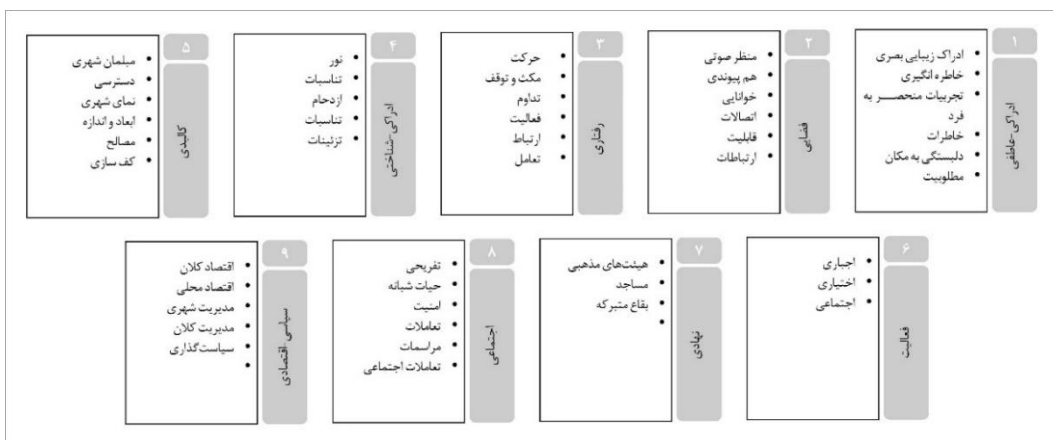 ۱
ادراکی-عاطفی
• ادراک زیبایی بصری
• خاطره انگیری
• تجربیات منحصر به
فرد
• خاطرات
• دلبستگی به مکان
• مطلوبیت
۲
فضایی
• منظر صوتی
• هم پیوندی
• خوانایی
• اتصالات
• قابلیت
• ارتباطات
۳
رفتاری
• حرکت
• مکث و توقف
• تداوم
• فعالیت
• ارتباط
• تعامل
۴
ادراکی-شناختی
• نور
• تناسبات
• ازدحام
• تناسبات
• تزئینات
۵
کالبدی
• مبلمان شهری
• دسترسی
• نمای شهری
• ابعاد و اندازه
• مصالح
• کف سازی
۶
فعالیت
• اجباری
• اختیاری
• اجتماعی
۷
نهادی
• هیئت‌های مذهبی
• مساجد
• بقاع متبرکه
•
۸
اجتماعی
• تفریحی
• حیات شبانه
• امنیت
• تعاملات
• مراسمات
• تعاملات اجتماعی
۹
سیاسی-اقتصادی
• اقتصاد کلان
• اقتصاد محلی
• مدیریت شهری
• مدیریت کلان
• سیاست‌گذاری
•